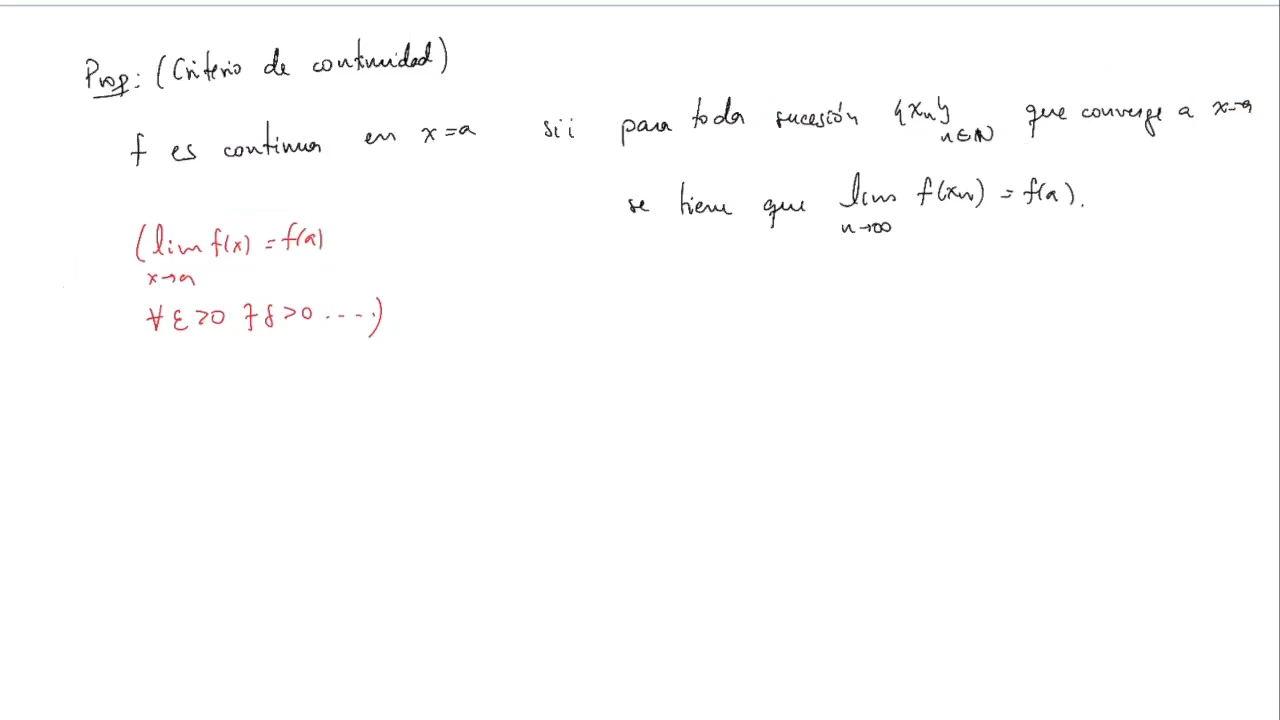 Prop: (Criterio de continuidad)
f es continua en x=a sii para toda sucesión {xn}n∈ℕ que converge a x=a
se tiene que lim n→∞ f(xn) = f(a).
(lim x→a f(x) = f(a)
∀ε>0 ∃δ>0 .....)